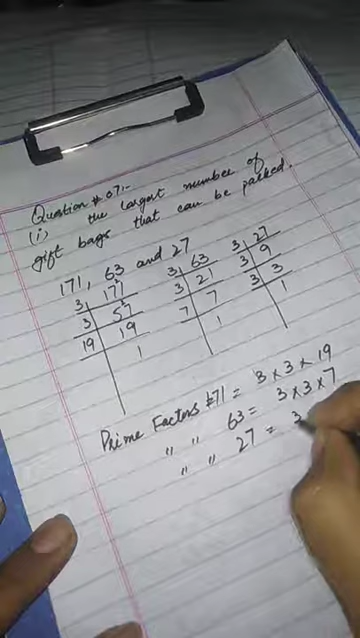 Question # 07:-
(i) the largest number of
gift bags that can be packed.
171, 63 and 27
3 171 3 63 3 27
3 57 3 21 3 9
19 19 7 7 3 3
1 1 1
Prime Factors 171 = 3 × 3 × 19
" " 63 = 3 × 3 × 7
" " 27 = 3